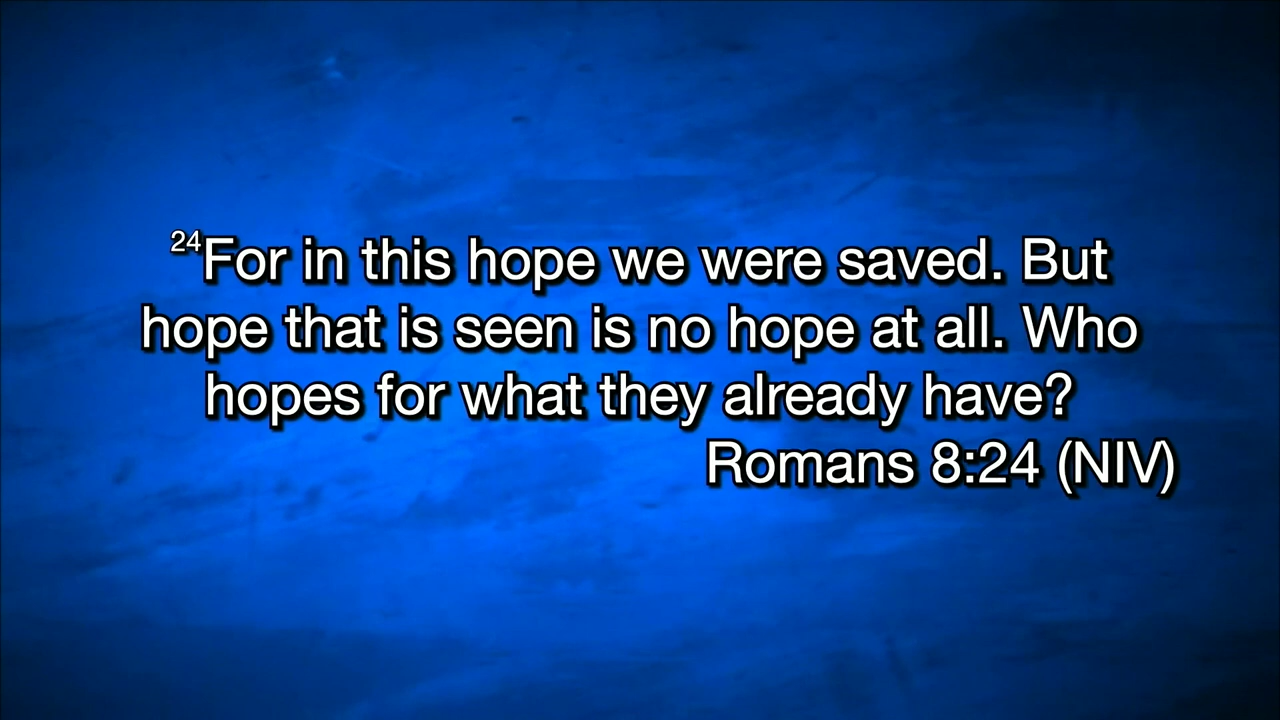 24For in this hope we were saved. But
hope that is seen is no hope at all. Who
hopes for what they already have?
Romans 8:24 (NIV)